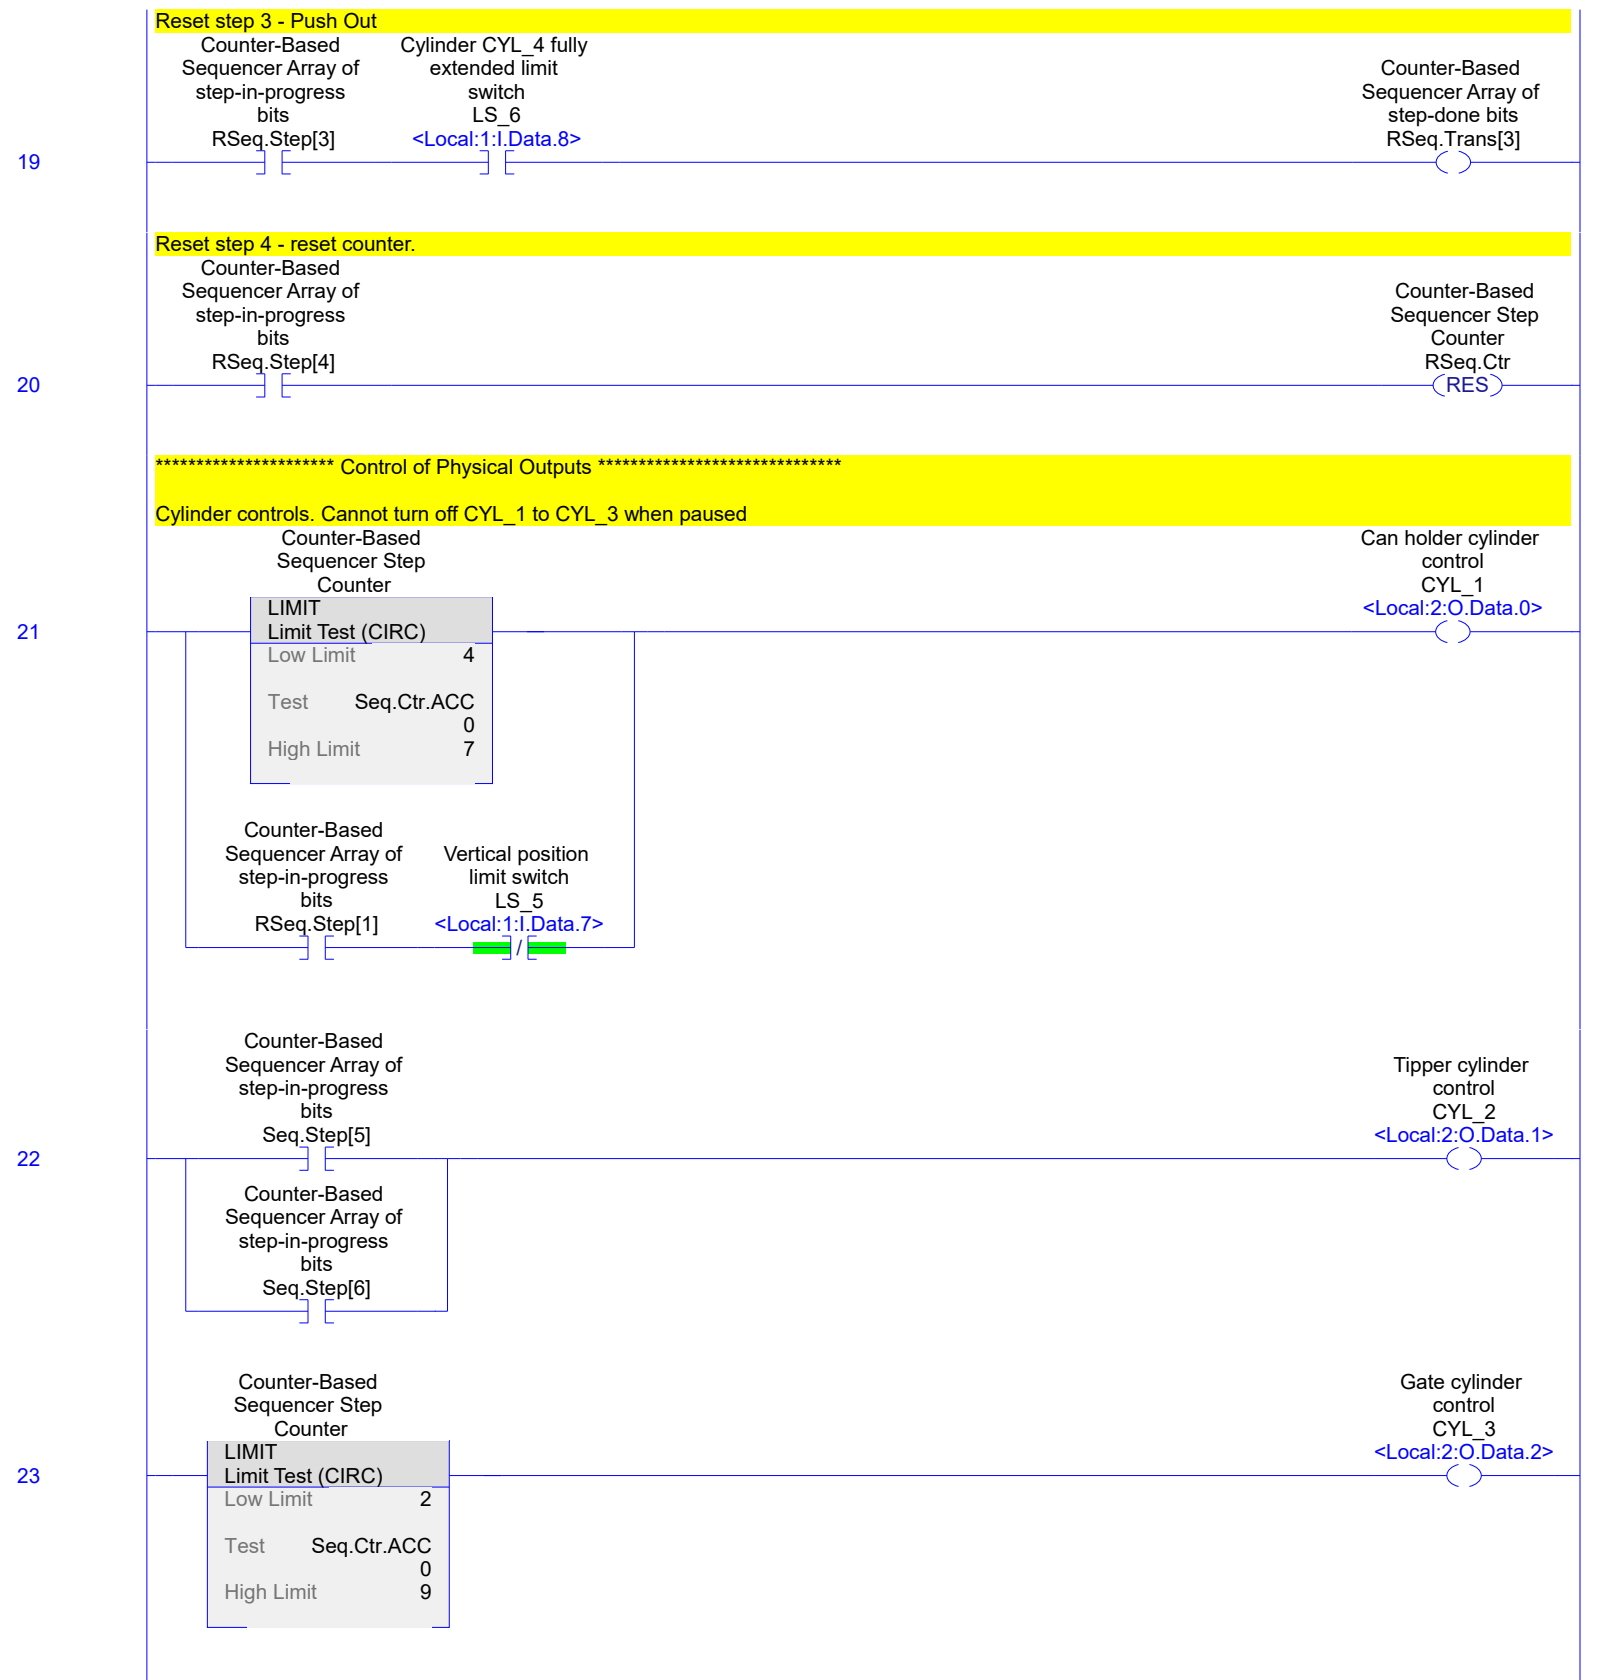 Reset step 3 - Push Out
Counter-Based
Sequencer Array of
step-in-progress
bits
RSeq.Step[3]
Cylinder CYL_4 fully
extended limit
switch
LS_6
<Local:1:I.Data.8>
Counter-Based
Sequencer Array of
step-done bits
RSeq.Trans[3]
19
Reset step 4 - reset counter.
Counter-Based
Sequencer Array of
step-in-progress
bits
RSeq.Step[4]
Counter-Based
Sequencer Step
Counter
RSeq.Ctr
RES
20
********************** Control of Physical Outputs ******************************
Cylinder controls. Cannot turn off CYL_1 to CYL_3 when paused
Counter-Based
Sequencer Step
Counter
LIMIT
Limit Test (CIRC)
Low Limit 4
Test Seq.Ctr.ACC
0
High Limit 7
Can holder cylinder
control
CYL_1
<Local:2:O.Data.0>
21
Counter-Based
Sequencer Array of
step-in-progress
bits
RSeq.Step[1]
Vertical position
limit switch
LS_5
<Local:1:I.Data.7>
/
Counter-Based
Sequencer Array of
step-in-progress
bits
Seq.Step[5]
Tipper cylinder
control
CYL_2
<Local:2:O.Data.1>
22
Counter-Based
Sequencer Array of
step-in-progress
bits
Seq.Step[6]
Counter-Based
Sequencer Step
Counter
LIMIT
Limit Test (CIRC)
Low Limit 2
Test Seq.Ctr.ACC
0
High Limit 9
Gate cylinder
control
CYL_3
<Local:2:O.Data.2>
23